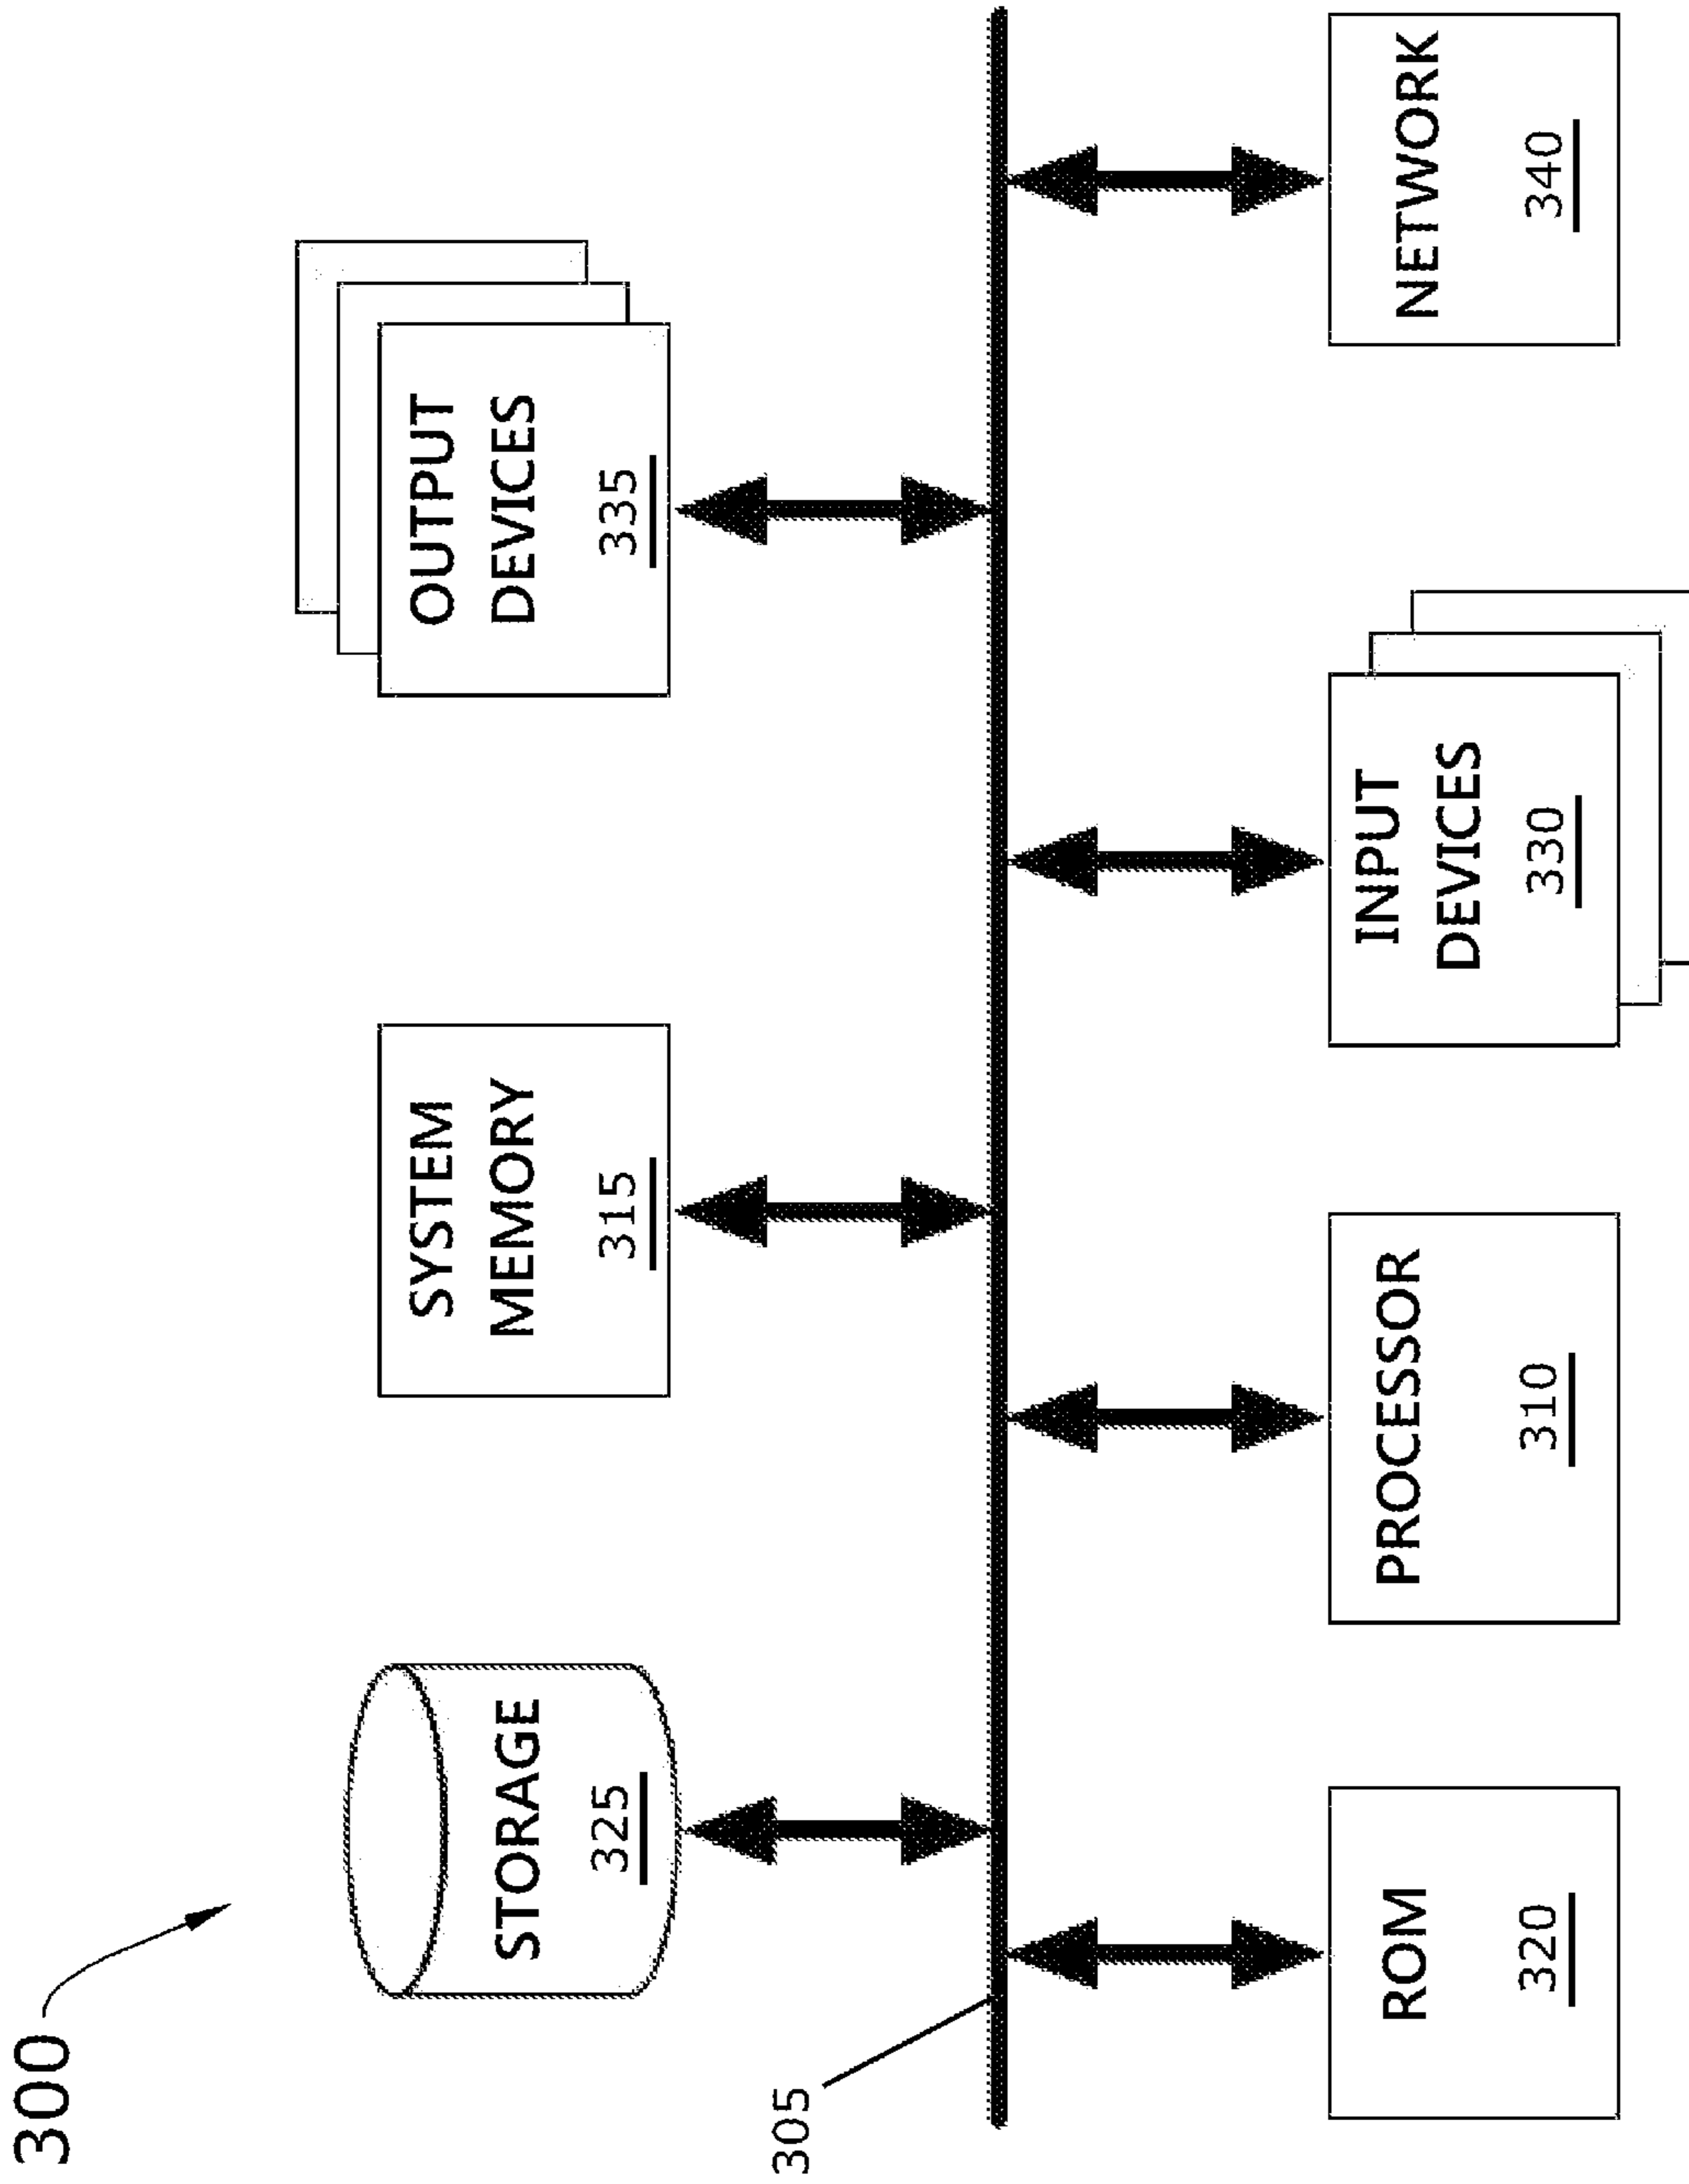 300
STORAGE
325
SYSTEM
MEMORY
315
OUTPUT
DEVICES
335
305
ROM
320
PROCESSOR
310
INPUT
DEVICES
330
NETWORK
340